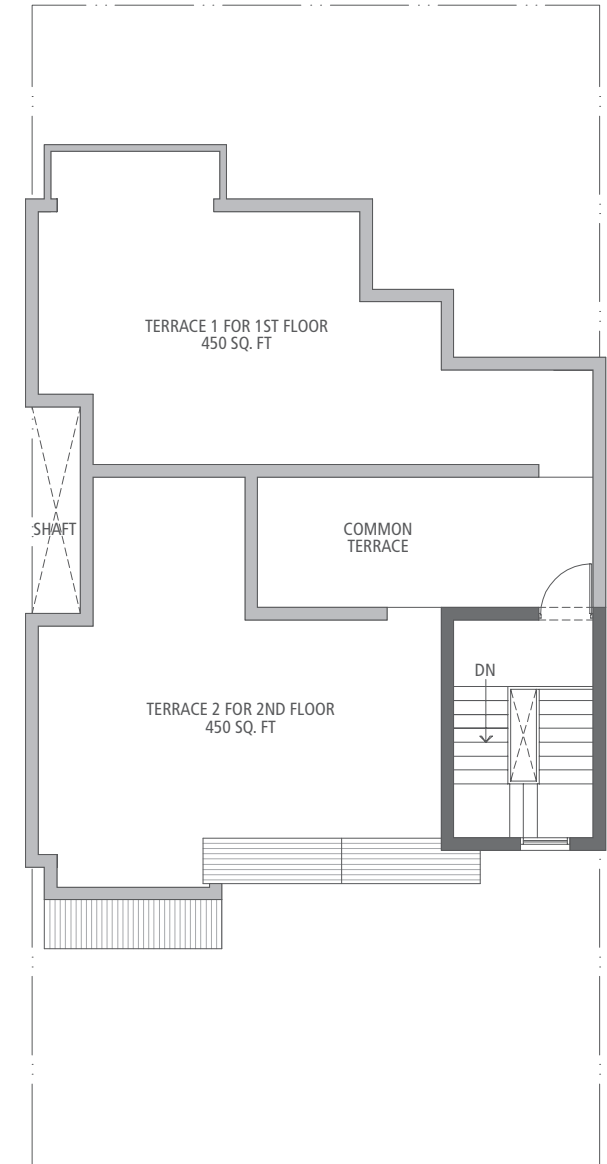 TERRACE 1 FOR 1ST FLOOR
450 SQ. FT
SHAFT
COMMON
TERRACE
DN
TERRACE 2 FOR 2ND FLOOR
450 SQ. FT